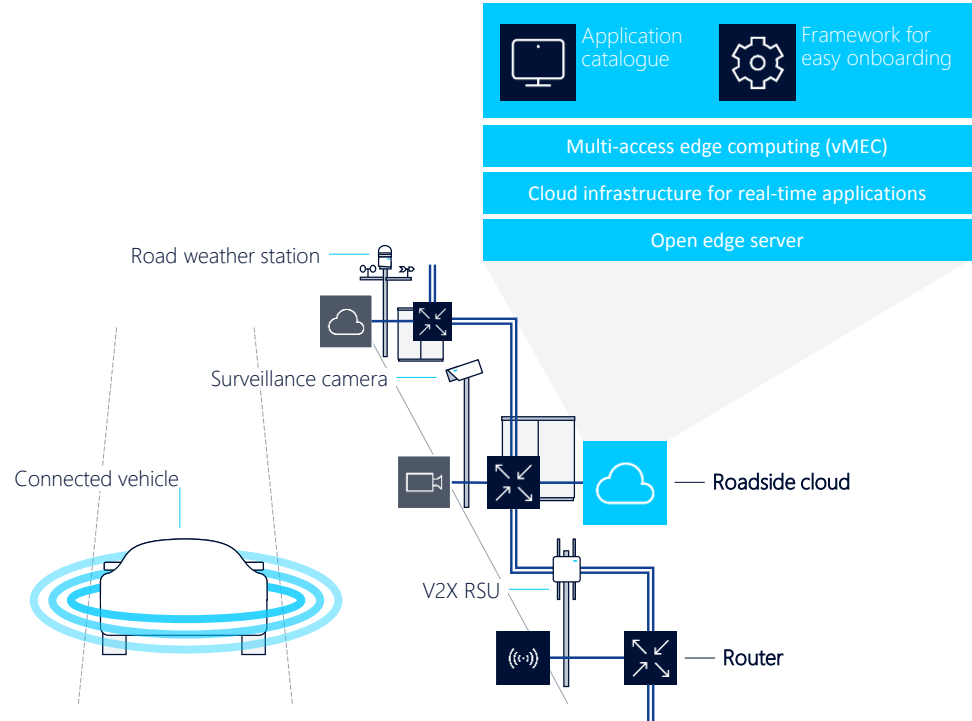 Application
catalogue
Framework for
easy onboarding
Multi-access edge computing (vMEC)
Cloud infrastructure for real-time applications
Open edge server
Road weather station
Surveillance camera
Connected vehicle
Roadside cloud
V2X RSU
Router